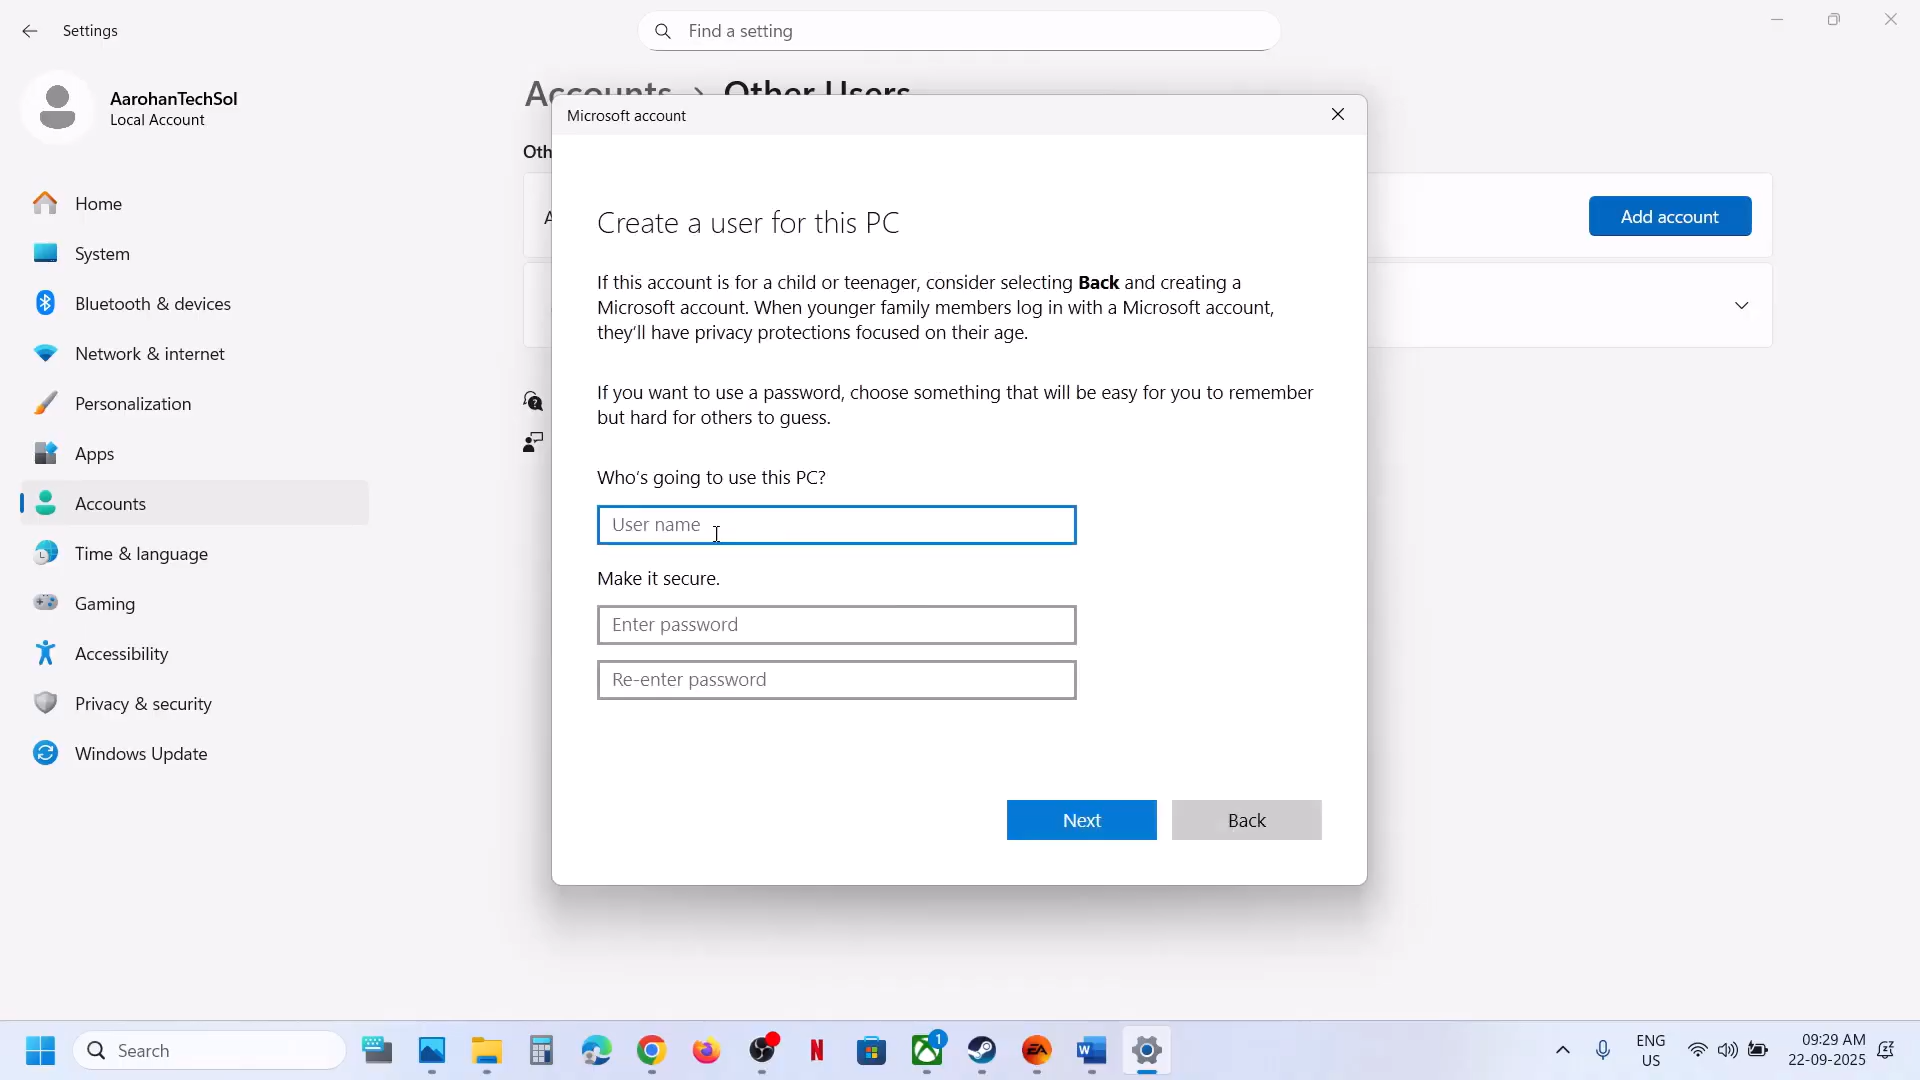 Settings
Find a setting
AarohanTechSol
Local Account
Home
System
Bluetooth & devices
Network & internet
Personalization
Apps
Accounts
Time & language
Gaming
Accessibility
Privacy & security
Windows Update
Accounts > Other Users
Oth
A
Add account
Microsoft account
Create a user for this PC
If this account is for a child or teenager, consider selecting Back and creating a
Microsoft account. When younger family members log in with a Microsoft account,
they'll have privacy protections focused on their age.
If you want to use a password, choose something that will be easy for you to remember
but hard for others to guess.
Who's going to use this PC?
User name
Make it secure.
Enter password
Re-enter password
Next
Back
Search
N
1
EA
W
ENG
US
09:29 AM
22-09-2025